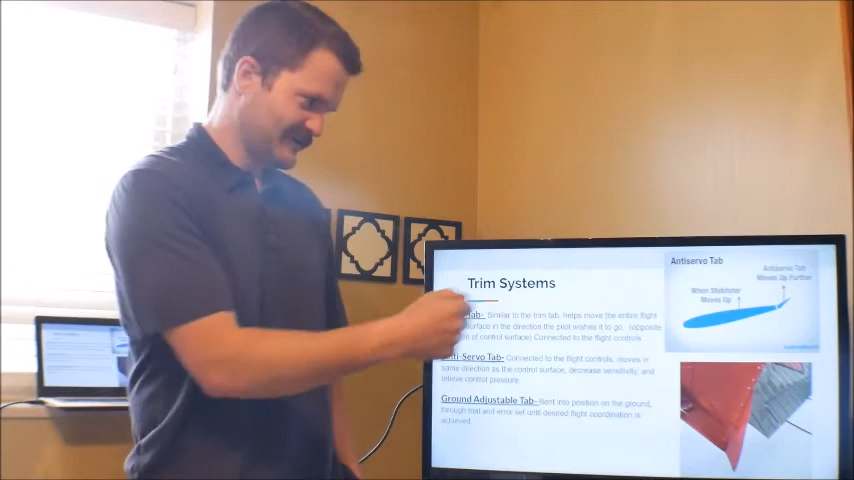 Trim Systems
Tab- Similar to the trim tab, helps move the entire flight
surface in the direction the pilot wishes it to go. (opposite
of control surface) Connected to the flight controls.
Anti-Servo Tab- Connected to the flight controls, moves in
same direction as the control surface, decrease sensitivity, and
relieve control pressure.
Ground Adjustable Tab- Bent into position on the ground,
through trial and error set until desired flight coordination is
achieved.
Antiservo Tab
Antiservo Tab
Moves Up Further
When Stabilator
Moves Up